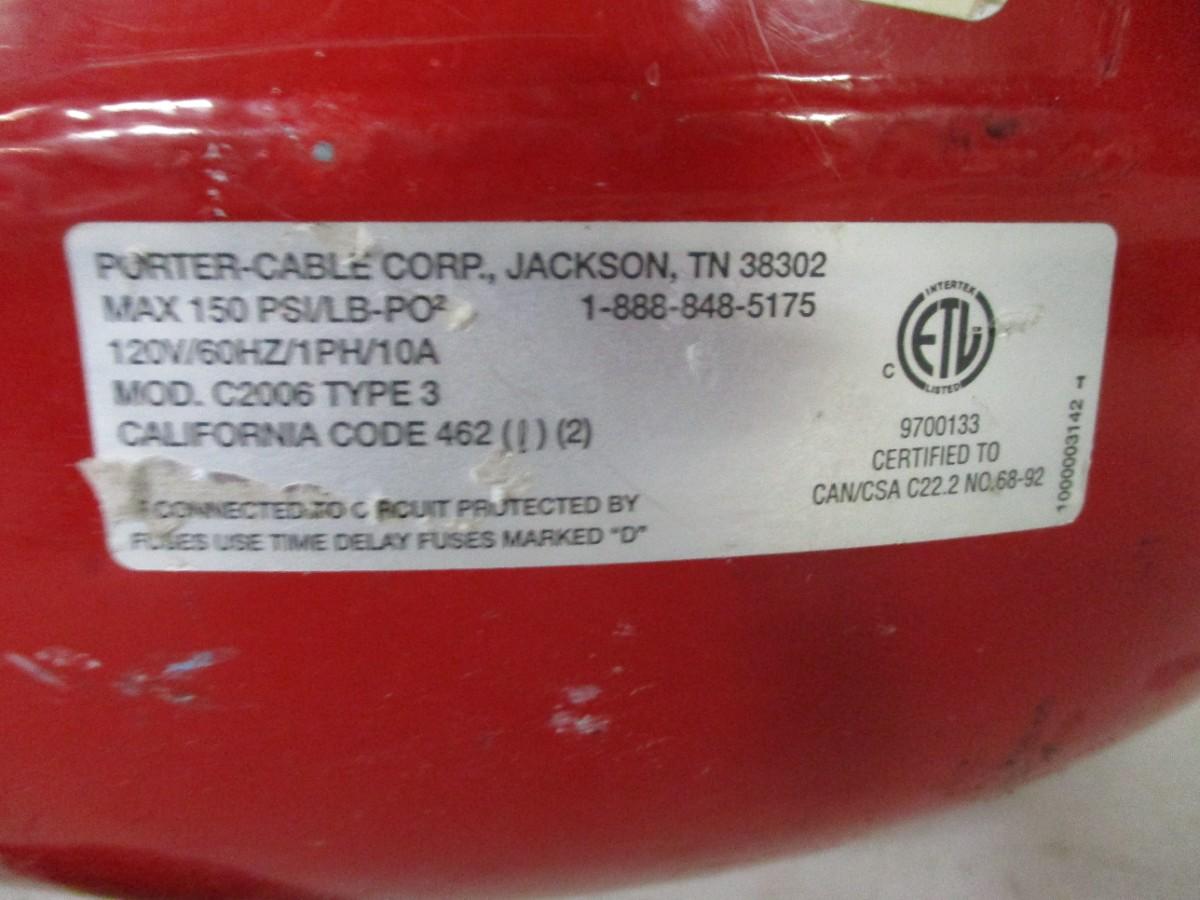 PORTER-CABLE CORP., JACKSON, TN 38302
MAX 150 PSI/LB-PO² 1-888-848-5175
120V/60HZ/1PH/10A
MOD. C2006 TYPE 3
CALIFORNIA CODE 462 (l) (2)
CONNECTED TO CIRCUIT PROTECTED BY
FUSES USE TIME DELAY FUSES MARKED "D"
INTERTEK
ETL CM
LISTED
C
9700133
CERTIFIED TO
CAN/CSA C22.2 NO.68-92
1000003142 T